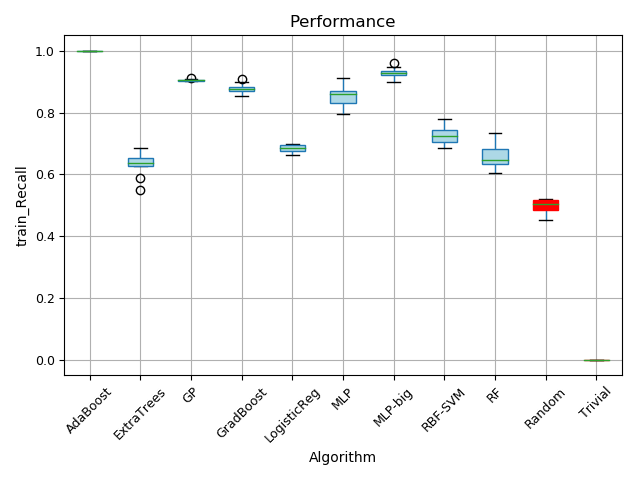 Performance
train_Recall
1.0
0.8
0.6
0.4
0.2
0.0
AdaBoost
ExtraTrees
GP
GradBoost
LogisticReg
MLP
MLP-big
RBF-SVM
RF
Random
Trivial
Algorithm